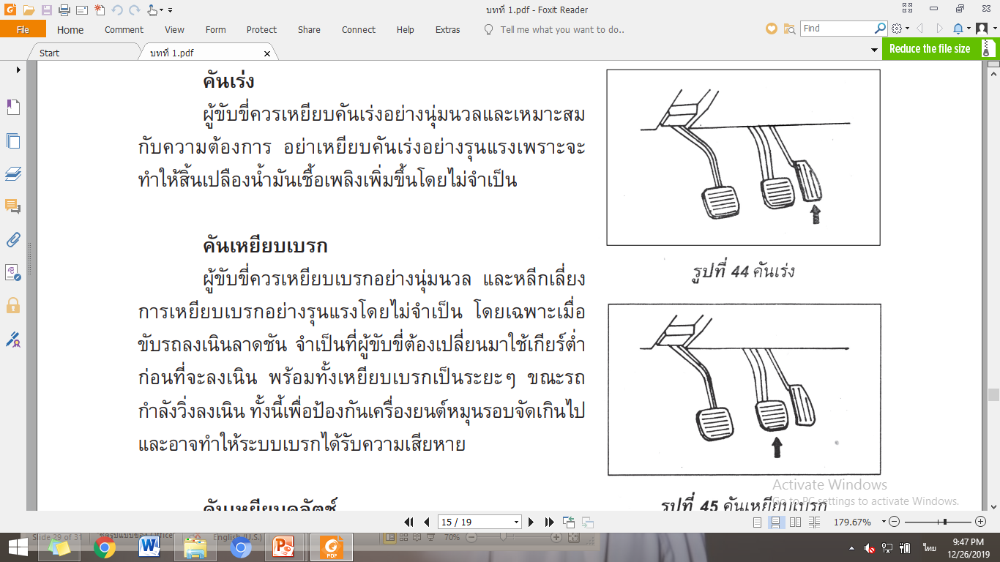 บทที่ 1.pdf - Foxit Reader
File Home Comment View Form Protect Share Connect Help Extras Tell me what you want to do.. Find
Start บทที่ 1.pdf x Reduce the file size
คันเร่ง
ผู้ขับขี่ควรเหยียบคันเร่งอย่างนุ่มนวลและเหมาะสม
กับความต้องการ อย่าเหยียบคันเร่งอย่างรุนแรงเพราะจะ
ทำให้สิ้นเปลืองน้ำมันเชื้อเพลิงเพิ่มขึ้นโดยไม่จำเป็น
รูปที่ 44 คันเร่ง
คันเหยียบเบรก
ผู้ขับขี่ควรเหยียบเบรกอย่างนุ่มนวล และหลีกเลี่ยง
การเหยียบเบรกอย่างรุนแรงโดยไม่จำเป็น โดยเฉพาะเมื่อ
ขับรถลงเนินลาดชัน จำเป็นที่ผู้ขับขี่ต้องเปลี่ยนมาใช้เกียร์ต่ำ
ก่อนที่จะลงเนิน พร้อมทั้งเหยียบเบรกเป็นระยะๆ ขณะรถ
กำลังวิ่งลงเนิน ทั้งนี้เพื่อป้องกันเครื่องยนต์หมุนรอบจัดเกินไป
และอาจทำให้ระบบเบรกได้รับความเสียหาย
รูปที่ 45 คันเหยียบเบรก
คันเหยียบคลัตช์
Activate Windows
Go to PC settings to activate Windows.
15 / 19 179.67%
Slide 29 of 31 English (U.S.) 70%
PDF
ไทย 9:47 PM
12/26/2019